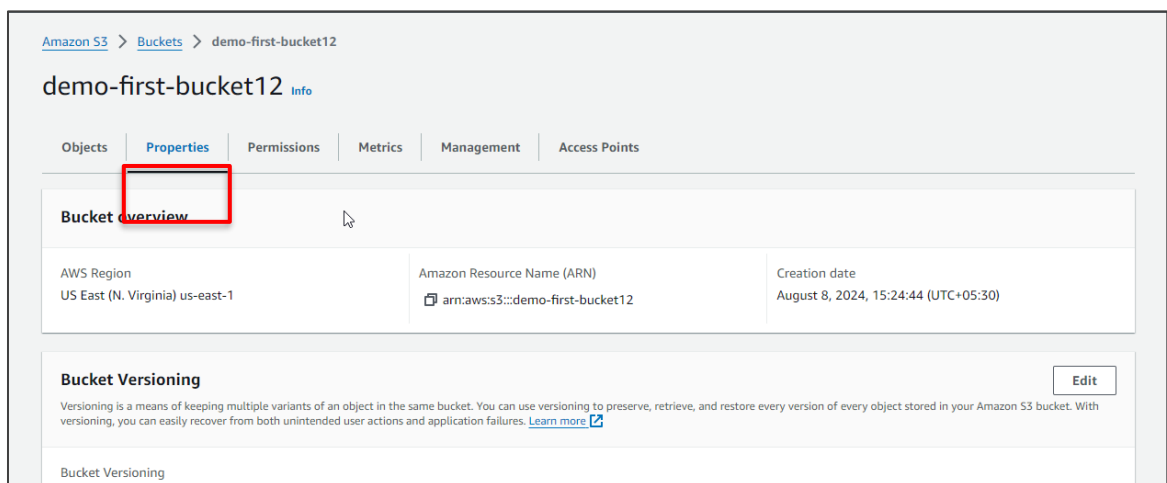 Amazon S3 > Buckets > demo-first-bucket12
demo-first-bucket12 Info
Objects Properties Permissions Metrics Management Access Points
Bucket overview
AWS Region
US East (N. Virginia) us-east-1
Amazon Resource Name (ARN)
arn:aws:s3:::demo-first-bucket12
Creation date
August 8, 2024, 15:24:44 (UTC+05:30)
Bucket Versioning
Edit
Versioning is a means of keeping multiple variants of an object in the same bucket. You can use versioning to preserve, retrieve, and restore every version of every object stored in your Amazon S3 bucket. With
versioning, you can easily recover from both unintended user actions and application failures. Learn more
Bucket Versioning